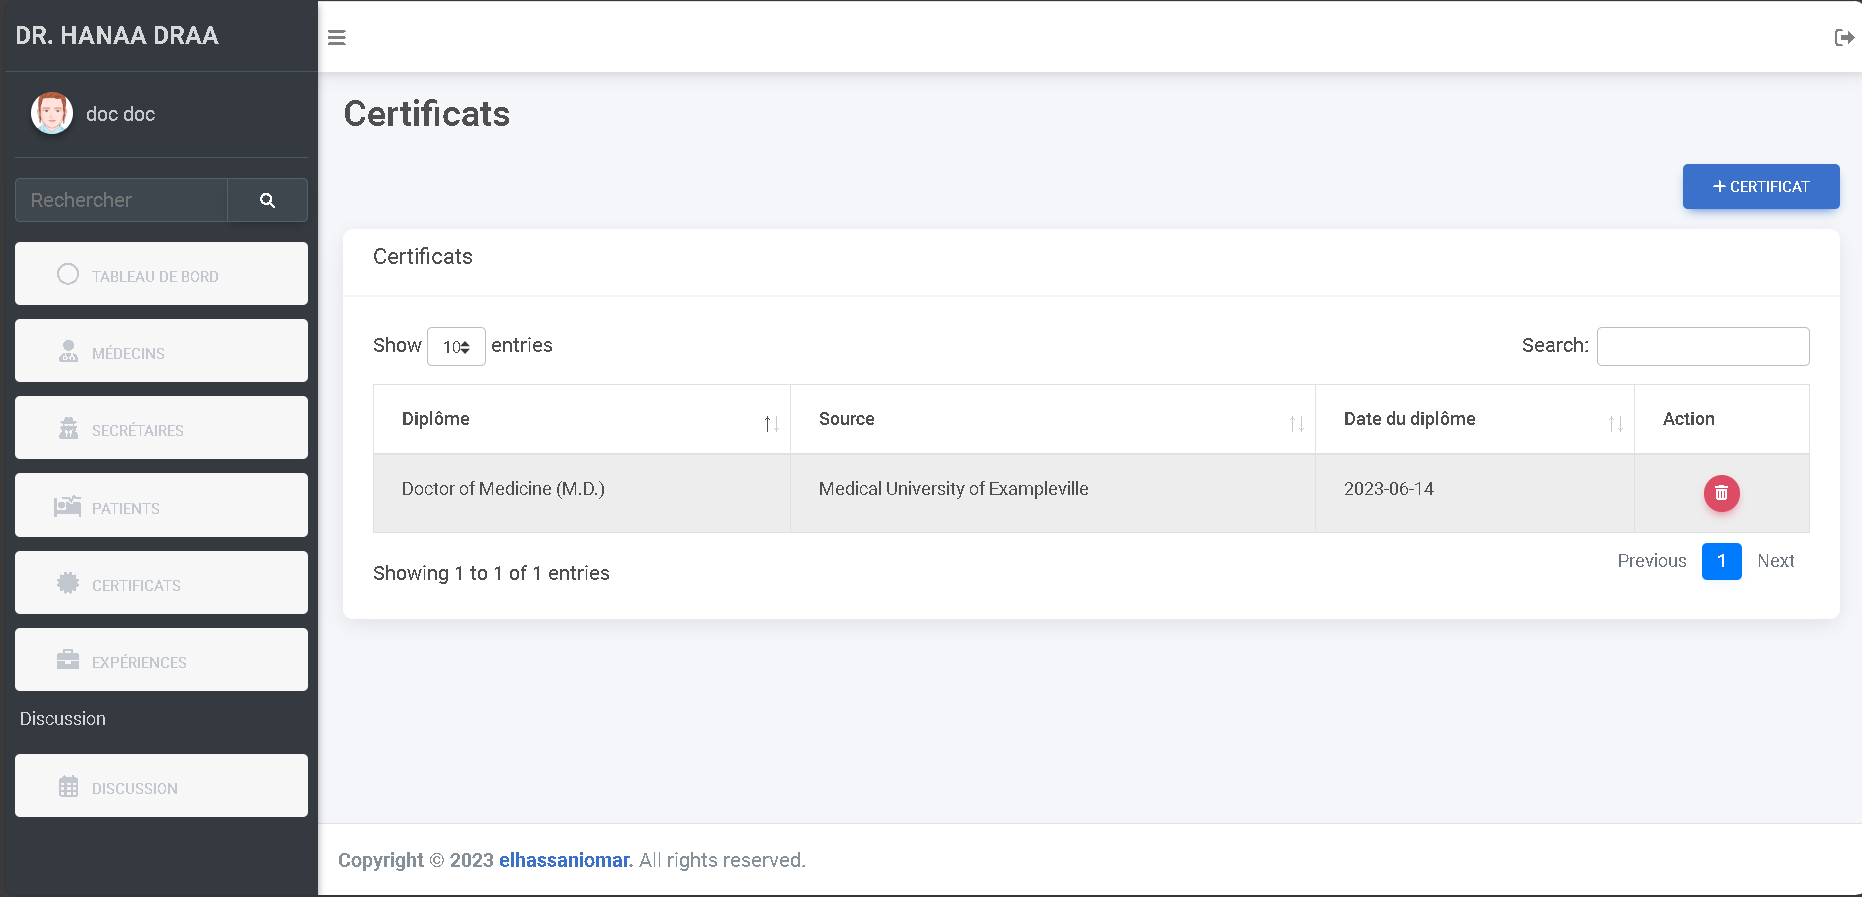 DR. HANAA DRAA
doc doc
Rechercher
TABLEAU DE BORD
MÉDECINS
SECRÉTAIRES
PATIENTS
CERTIFICATS
EXPÉRIENCES
Discussion
DISCUSSION
Certificats
+ CERTIFICAT
Certificats
Show 10 entries Search:
Diplôme Source Date du diplôme Action
Doctor of Medicine (M.D.) Medical University of Exampleville 2023-06-14
Showing 1 to 1 of 1 entries
Previous 1 Next
Copyright © 2023 elhassaniomar. All rights reserved.